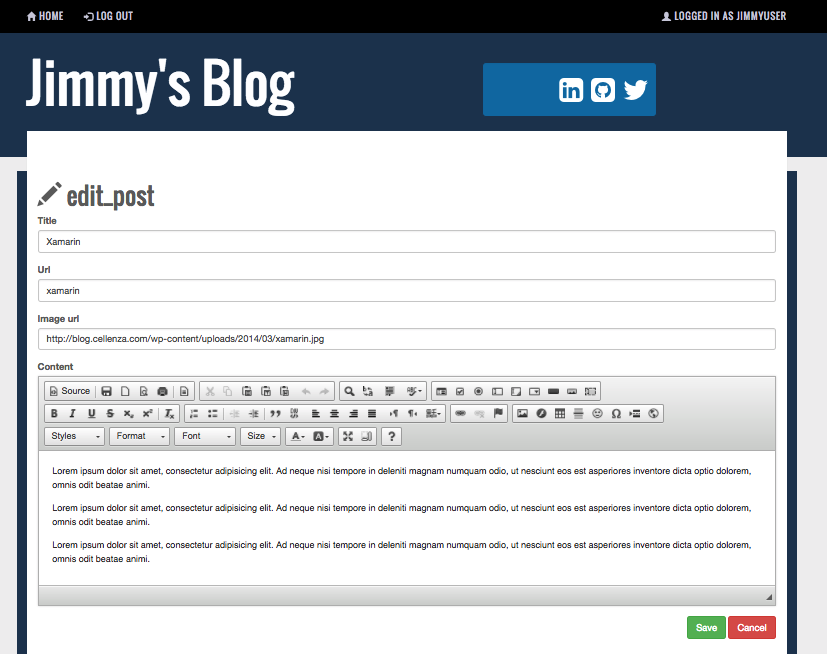 HOME LOG OUT LOGGED IN AS JIMMYUSER
Jimmy's Blog
edit_post
Title
Xamarin
Url
xamarin
Image url
http://blog.cellenza.com/wp-content/uploads/2014/03/xamarin.jpg
Content
Source
B I U S x₂ x² Tx
Styles Format Font Size A A ?
Lorem ipsum dolor sit amet, consectetur adipisicing elit. Ad neque nisi tempore in deleniti magnam numquam odio, ut nesciunt eos est asperiores inventore dicta optio dolorem,
omnis odit beatae animi.
Lorem ipsum dolor sit amet, consectetur adipisicing elit. Ad neque nisi tempore in deleniti magnam numquam odio, ut nesciunt eos est asperiores inventore dicta optio dolorem,
omnis odit beatae animi.
Lorem ipsum dolor sit amet, consectetur adipisicing elit. Ad neque nisi tempore in deleniti magnam numquam odio, ut nesciunt eos est asperiores inventore dicta optio dolorem,
omnis odit beatae animi.
Save Cancel